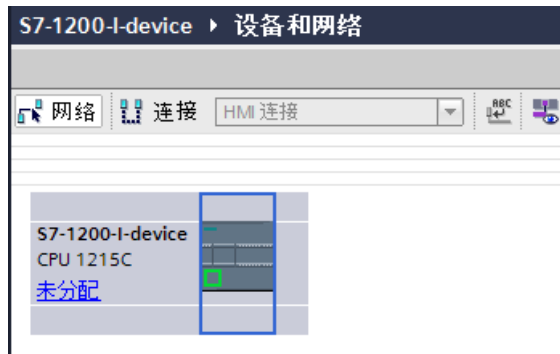 S7-1200-I-device ▸ 设备和网络
网络 连接 HMI 连接 ABC
S7-1200-I-device
CPU 1215C
未分配